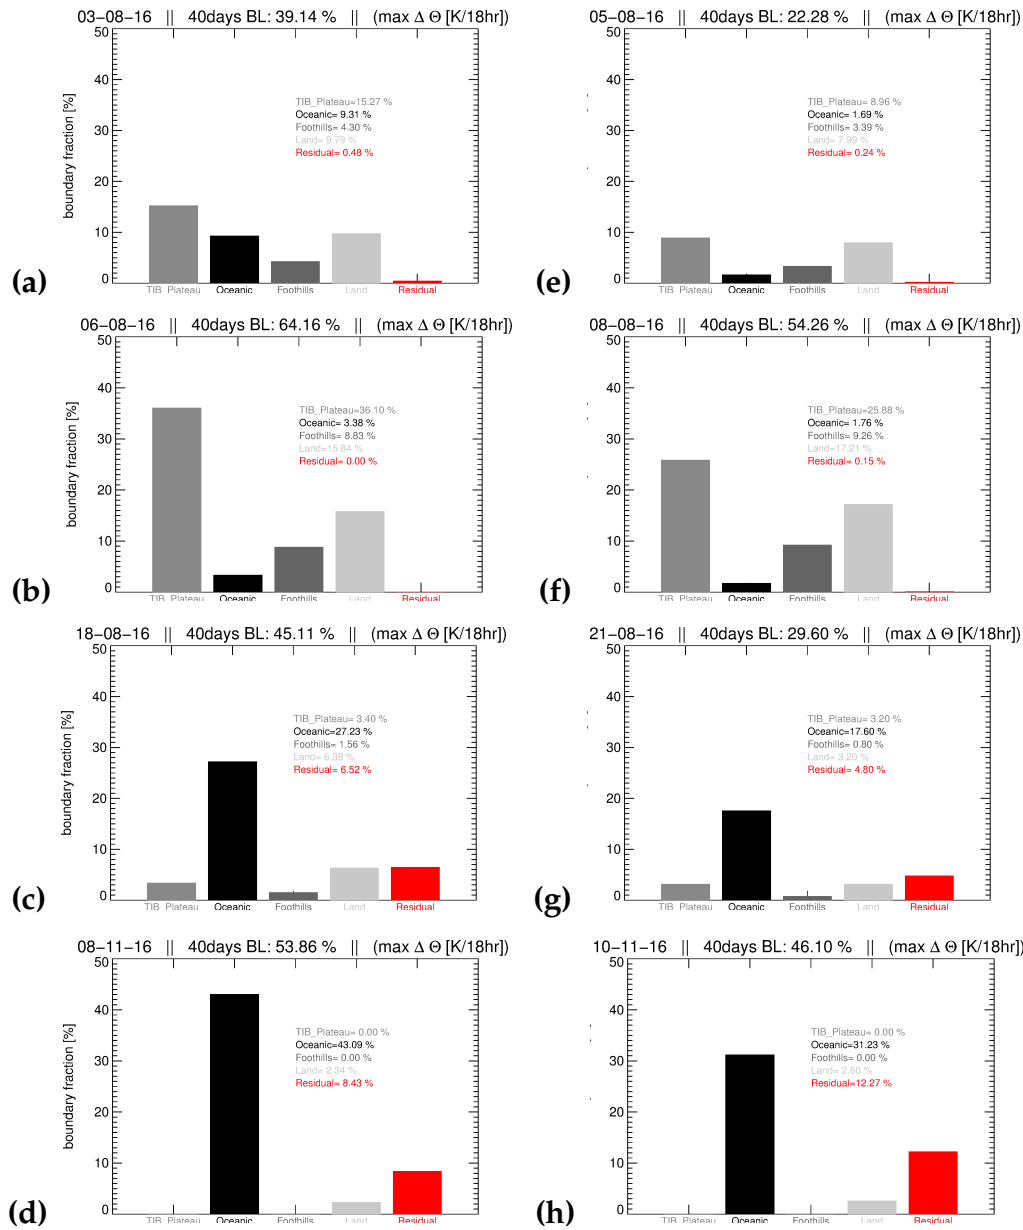 03-08-16 || 40days BL: 39.14 % || (max Δ Θ [K/18hr])
boundary fraction [%]
50
40
30
20
10
0
TIB_Plateau=15.27 %
Oceanic= 9.31 %
Foothills= 4.30 %
Land= 9.79 %
Residual= 0.48 %
TIB_Plateau Oceanic Foothills Land Residual
(a)
05-08-16 || 40days BL: 22.28 % || (max Δ Θ [K/18hr])
50
40
30
20
10
0
TIB_Plateau= 8.96 %
Oceanic= 1.69 %
Foothills= 3.39 %
Land= 7.99 %
Residual= 0.24 %
TIB_Plateau Oceanic Foothills Land Residual
(e)
06-08-16 || 40days BL: 64.16 % || (max Δ Θ [K/18hr])
boundary fraction [%]
50
40
30
20
10
0
TIB_Plateau=36.10 %
Oceanic= 3.38 %
Foothills= 8.83 %
Land=15.84 %
Residual= 0.00 %
TIB_Plateau Oceanic Foothills Land Residual
(b)
08-08-16 || 40days BL: 54.26 % || (max Δ Θ [K/18hr])
50
40
30
20
10
0
TIB_Plateau=25.88 %
Oceanic= 1.76 %
Foothills= 9.26 %
Land=17.21 %
Residual= 0.15 %
TIB_Plateau Oceanic Foothills Land Residual
(f)
18-08-16 || 40days BL: 45.11 % || (max Δ Θ [K/18hr])
boundary fraction [%]
50
40
30
20
10
0
TIB_Plateau= 3.40 %
Oceanic=27.23 %
Foothills= 1.56 %
Land= 6.38 %
Residual= 6.52 %
TIB_Plateau Oceanic Foothills Land Residual
(c)
21-08-16 || 40days BL: 29.60 % || (max Δ Θ [K/18hr])
50
40
30
20
10
0
TIB_Plateau= 3.20 %
Oceanic=17.60 %
Foothills= 0.80 %
Land= 3.20 %
Residual= 4.80 %
TIB_Plateau Oceanic Foothills Land Residual
(g)
08-11-16 || 40days BL: 53.86 % || (max Δ Θ [K/18hr])
boundary fraction [%]
50
40
30
20
10
0
TIB_Plateau= 0.00 %
Oceanic=43.09 %
Foothills= 0.00 %
Land= 2.34 %
Residual= 8.43 %
TIB_Plateau Oceanic Foothills Land Residual
(d)
10-11-16 || 40days BL: 46.10 % || (max Δ Θ [K/18hr])
50
40
30
20
10
0
TIB_Plateau= 0.00 %
Oceanic=31.23 %
Foothills= 0.00 %
Land= 2.60 %
Residual=12.27 %
TIB_Plateau Oceanic Foothills Land Residual
(h)